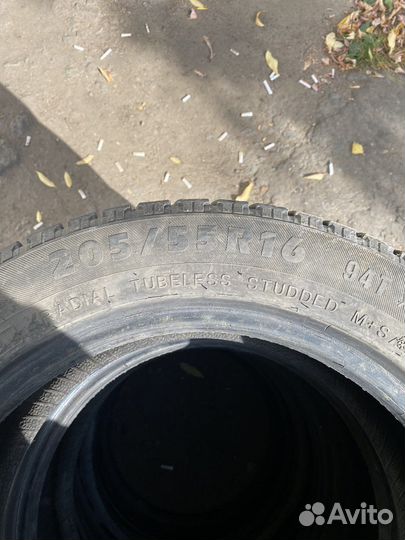 205/55R16 94T
RADIAL TUBELESS STUDDED M+S
Avito